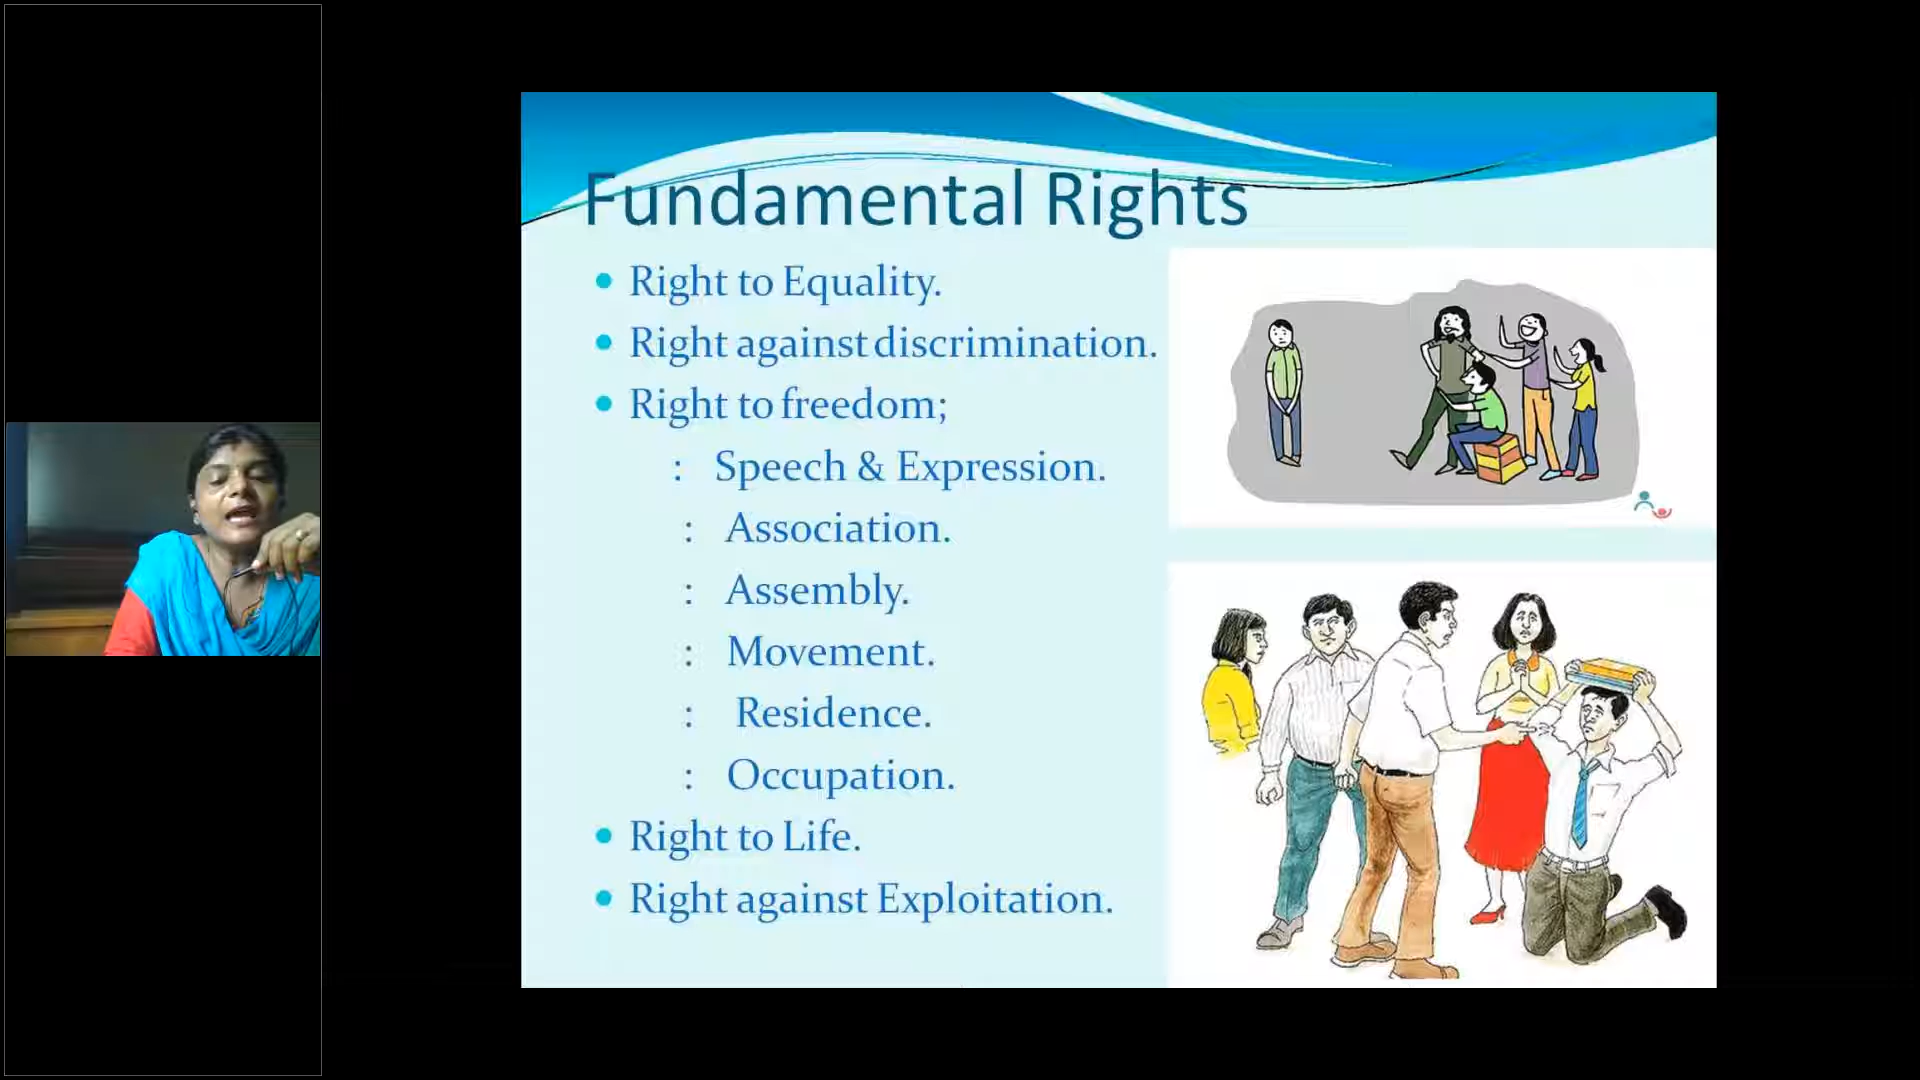 Fundamental Rights
• Right to Equality.
• Right against discrimination.
• Right to freedom;
: Speech & Expression.
: Association.
: Assembly.
: Movement.
: Residence.
: Occupation.
• Right to Life.
• Right against Exploitation.